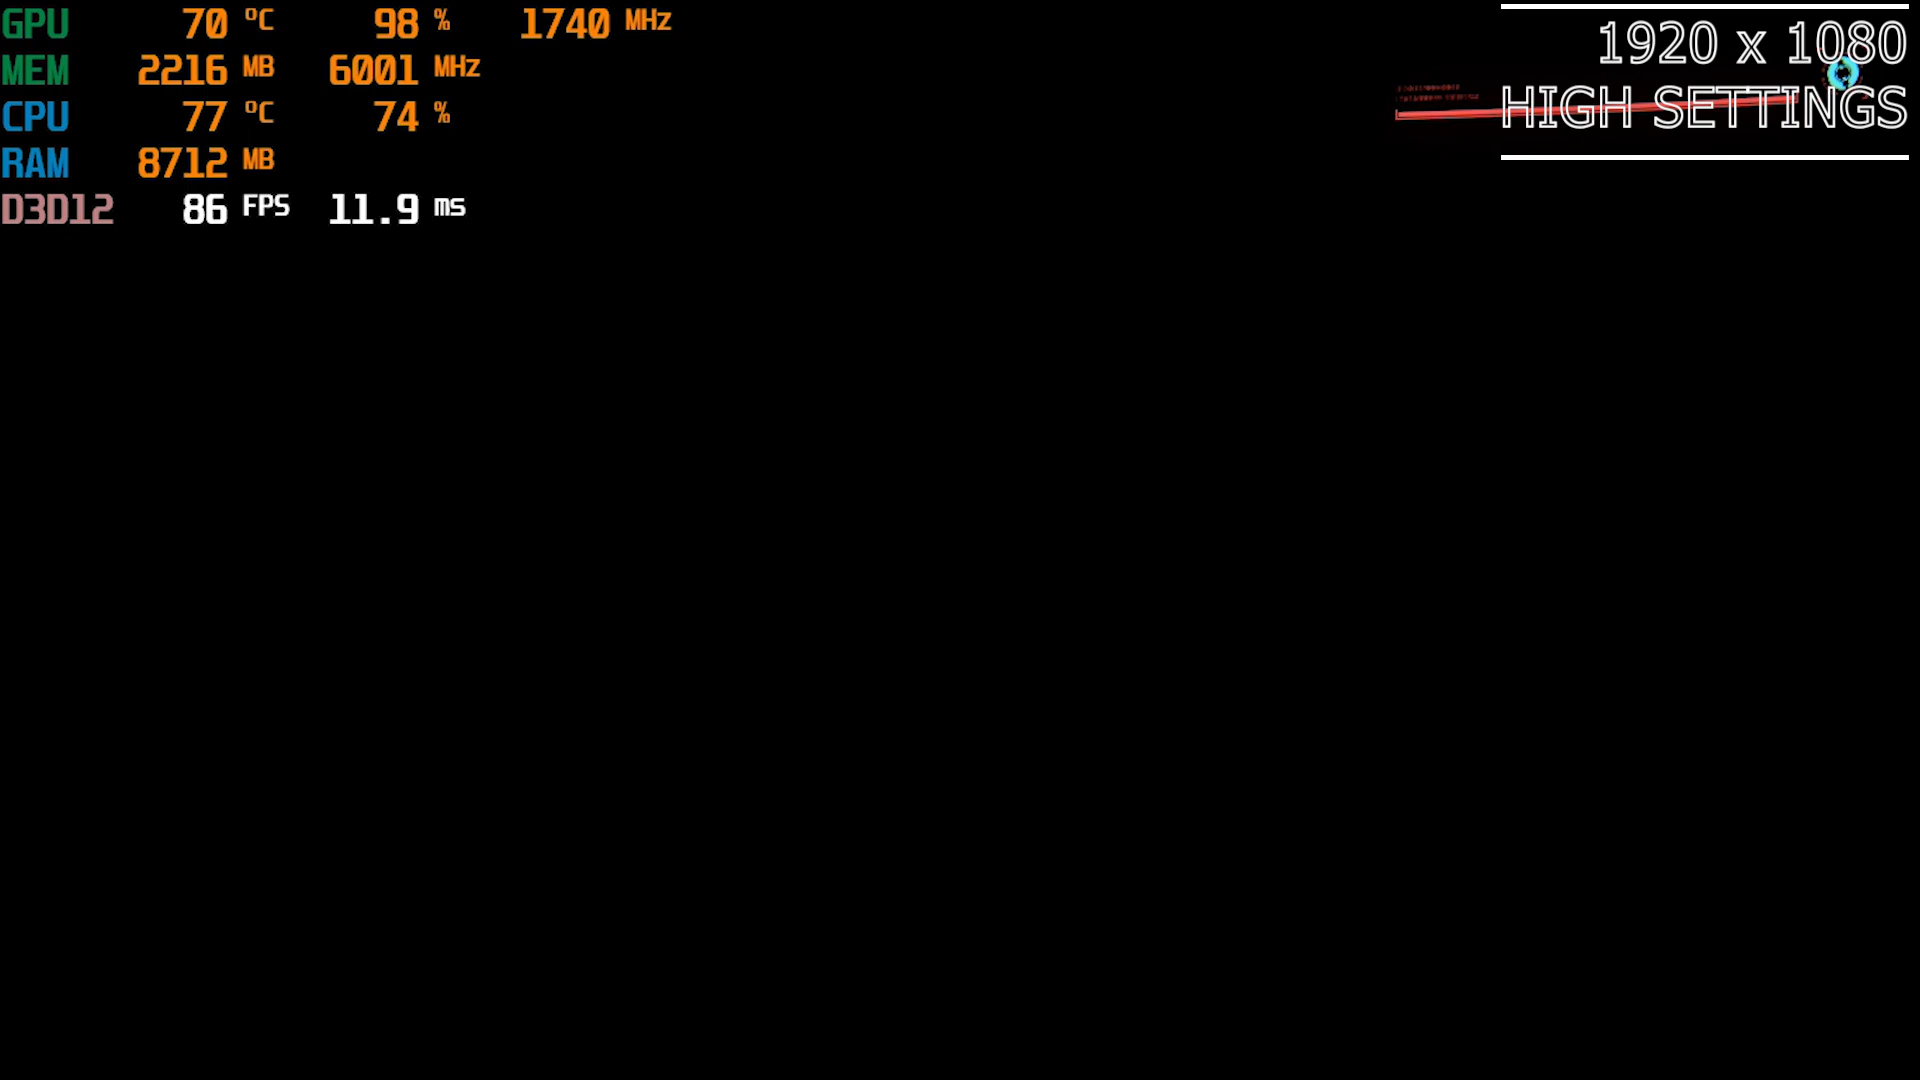 GPU 70 °C 98 % 1740 MHz
MEM 2216 MB 6001 MHz
CPU 77 °C 74 %
RAM 8712 MB
D3D12 86 FPS 11.9 ms
1920 x 1080
HIGH SETTINGS